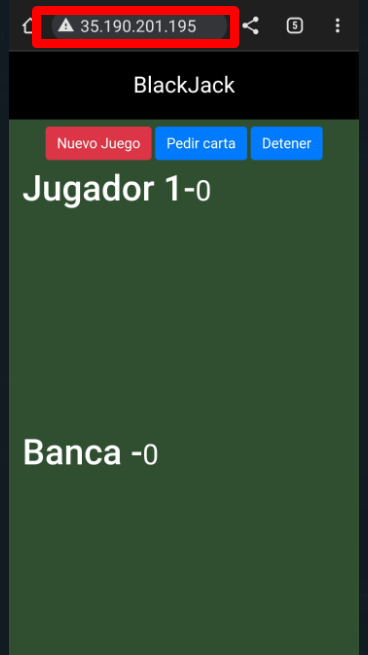 35.190.201.195 5
BlackJack
Nuevo Juego Pedir carta Detener
Jugador 1-0
Banca -0